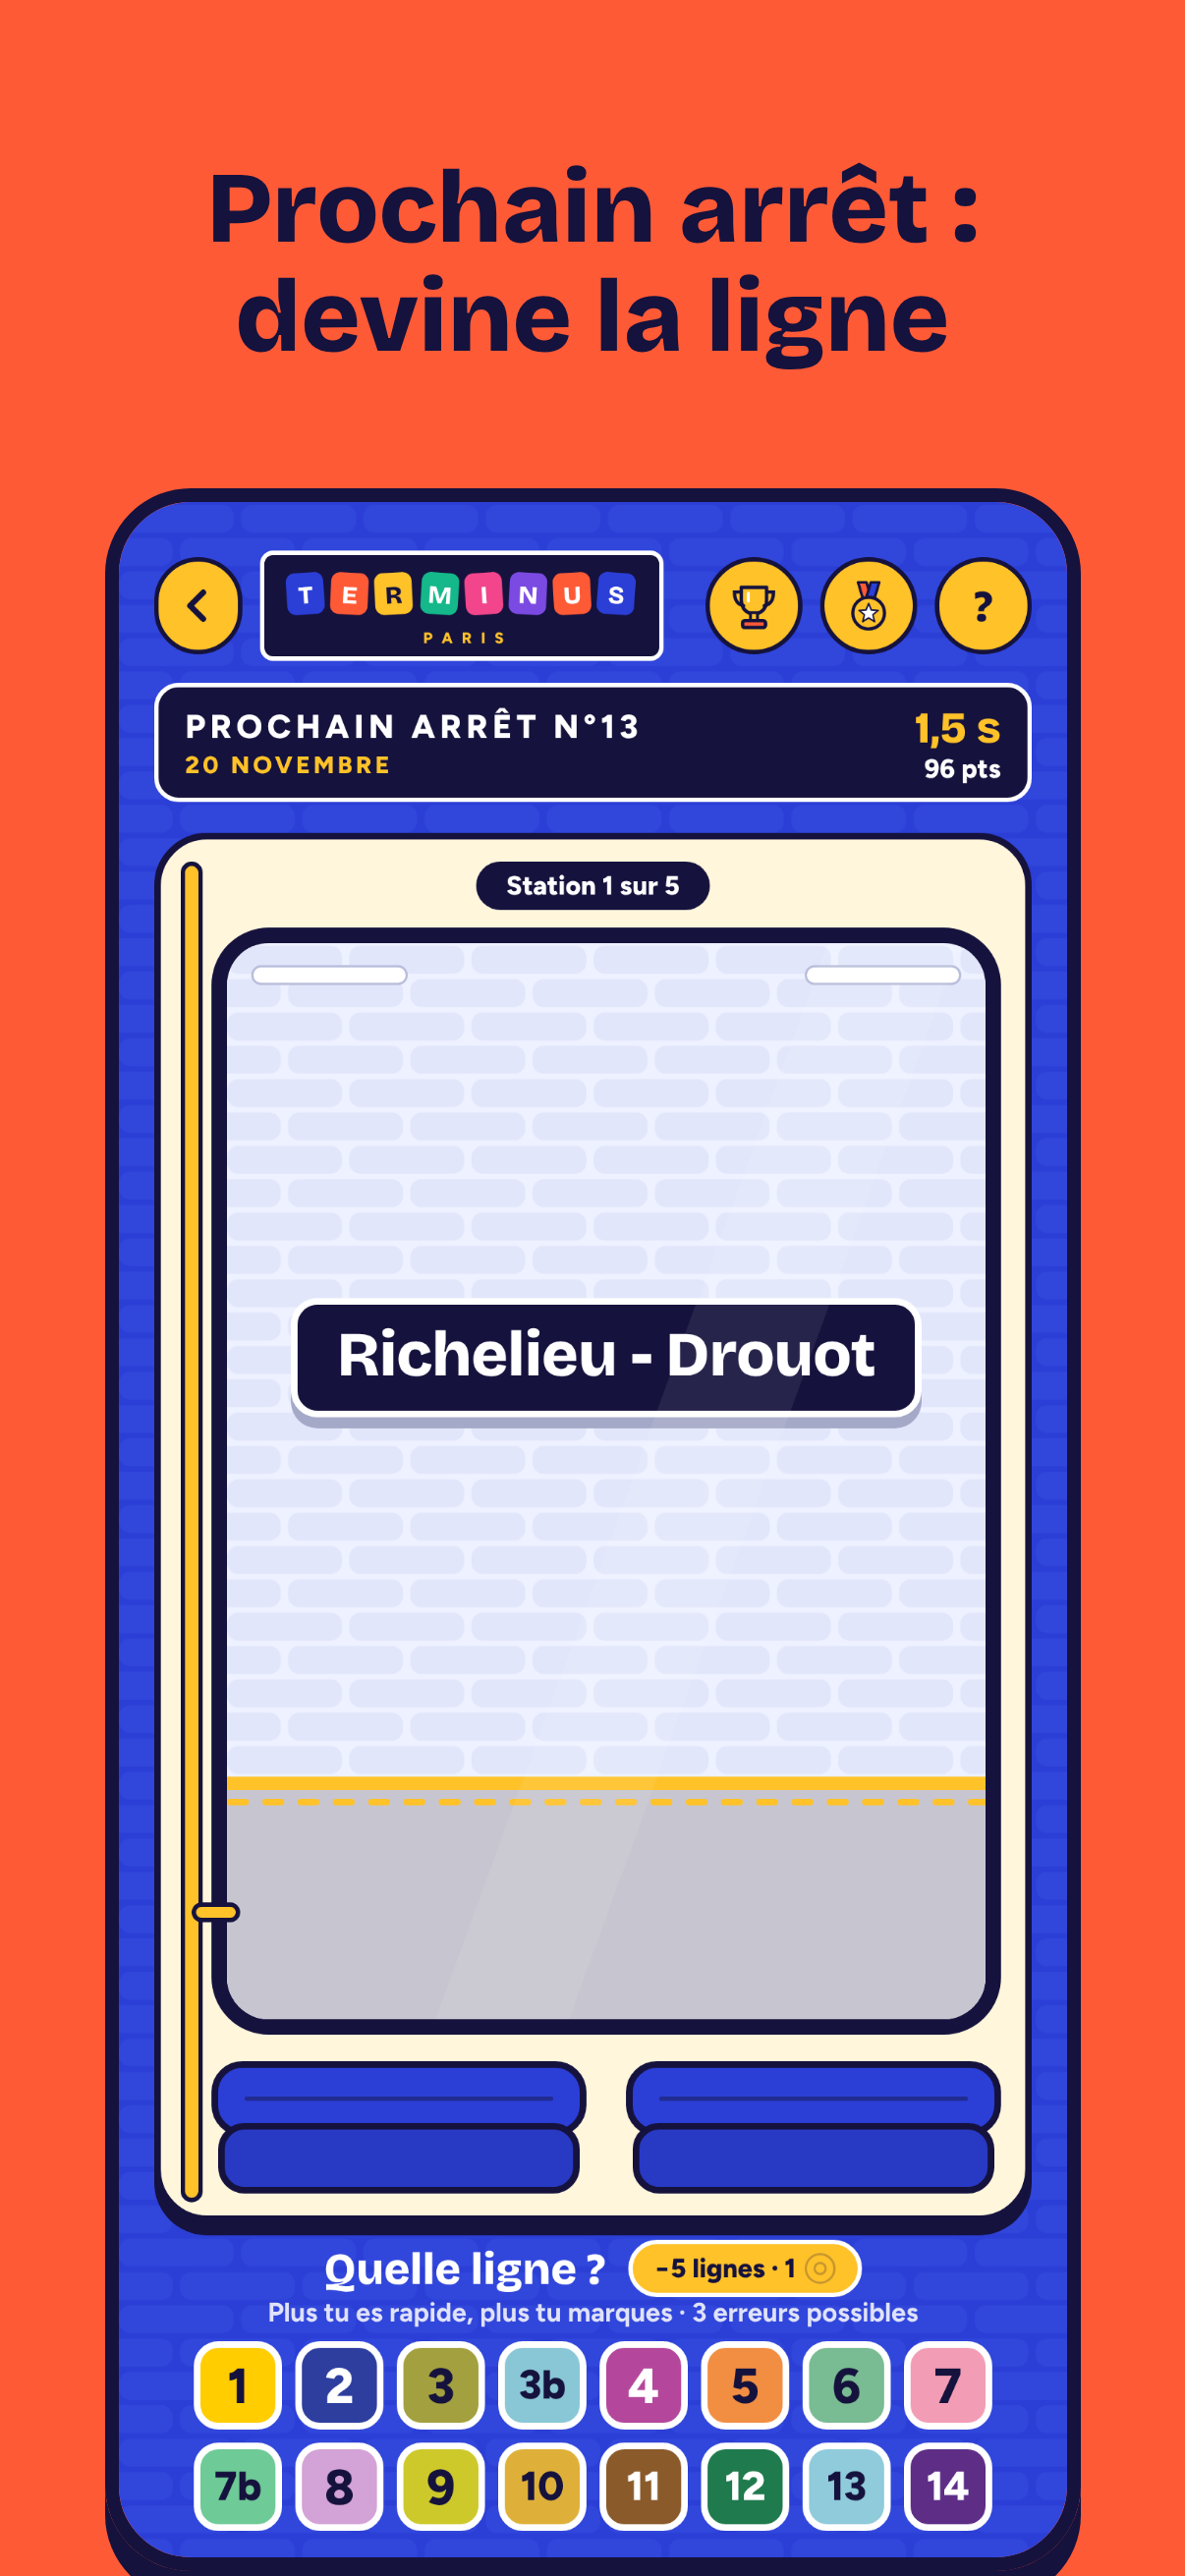 Prochain arrêt :
devine la ligne
TERMINUS
PARIS
?
PROCHAIN ARRÊT N°13
1,5 s
20 NOVEMBRE
96 pts
Station 1 sur 5
Richelieu - Drouot
Quelle ligne ?
-5 lignes · 1
Plus tu es rapide, plus tu marques · 3 erreurs possibles
1 2 3 3b 4 5 6 7
7b 8 9 10 11 12 13 14